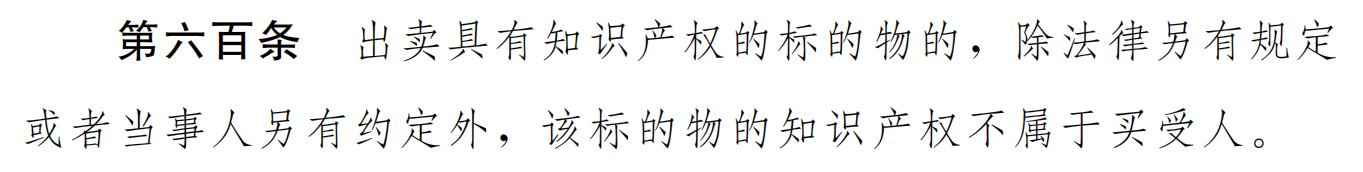 第六百条 出卖具有知识产权的标的物的，除法律另有规定
或者当事人另有约定外，该标的物的知识产权不属于买受人。